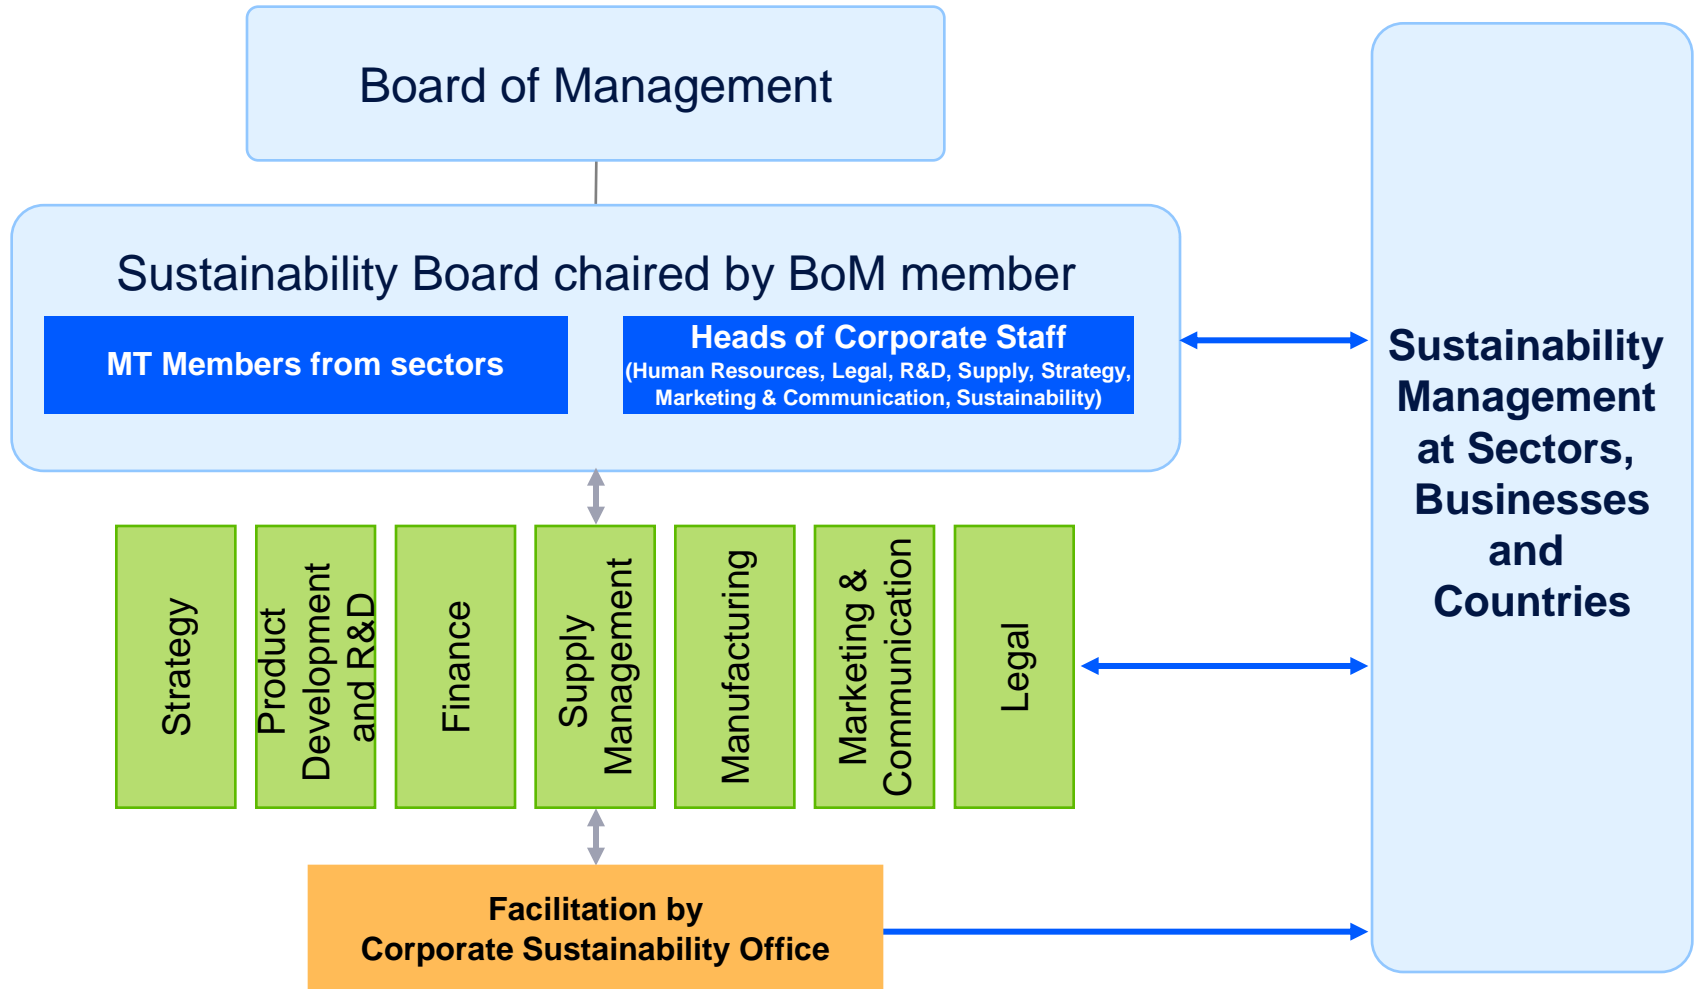 Board of Management
Sustainability Board chaired by BoM member
MT Members from sectors
Heads of Corporate Staff
(Human Resources, Legal, R&D, Supply, Strategy,
Marketing & Communication, Sustainability)
Strategy
Product
Development
and R&D
Finance
Supply
Management
Manufacturing
Marketing &
Communication
Legal
Facilitation by
Corporate Sustainability Office
Sustainability
Management
at Sectors,
Businesses
and
Countries